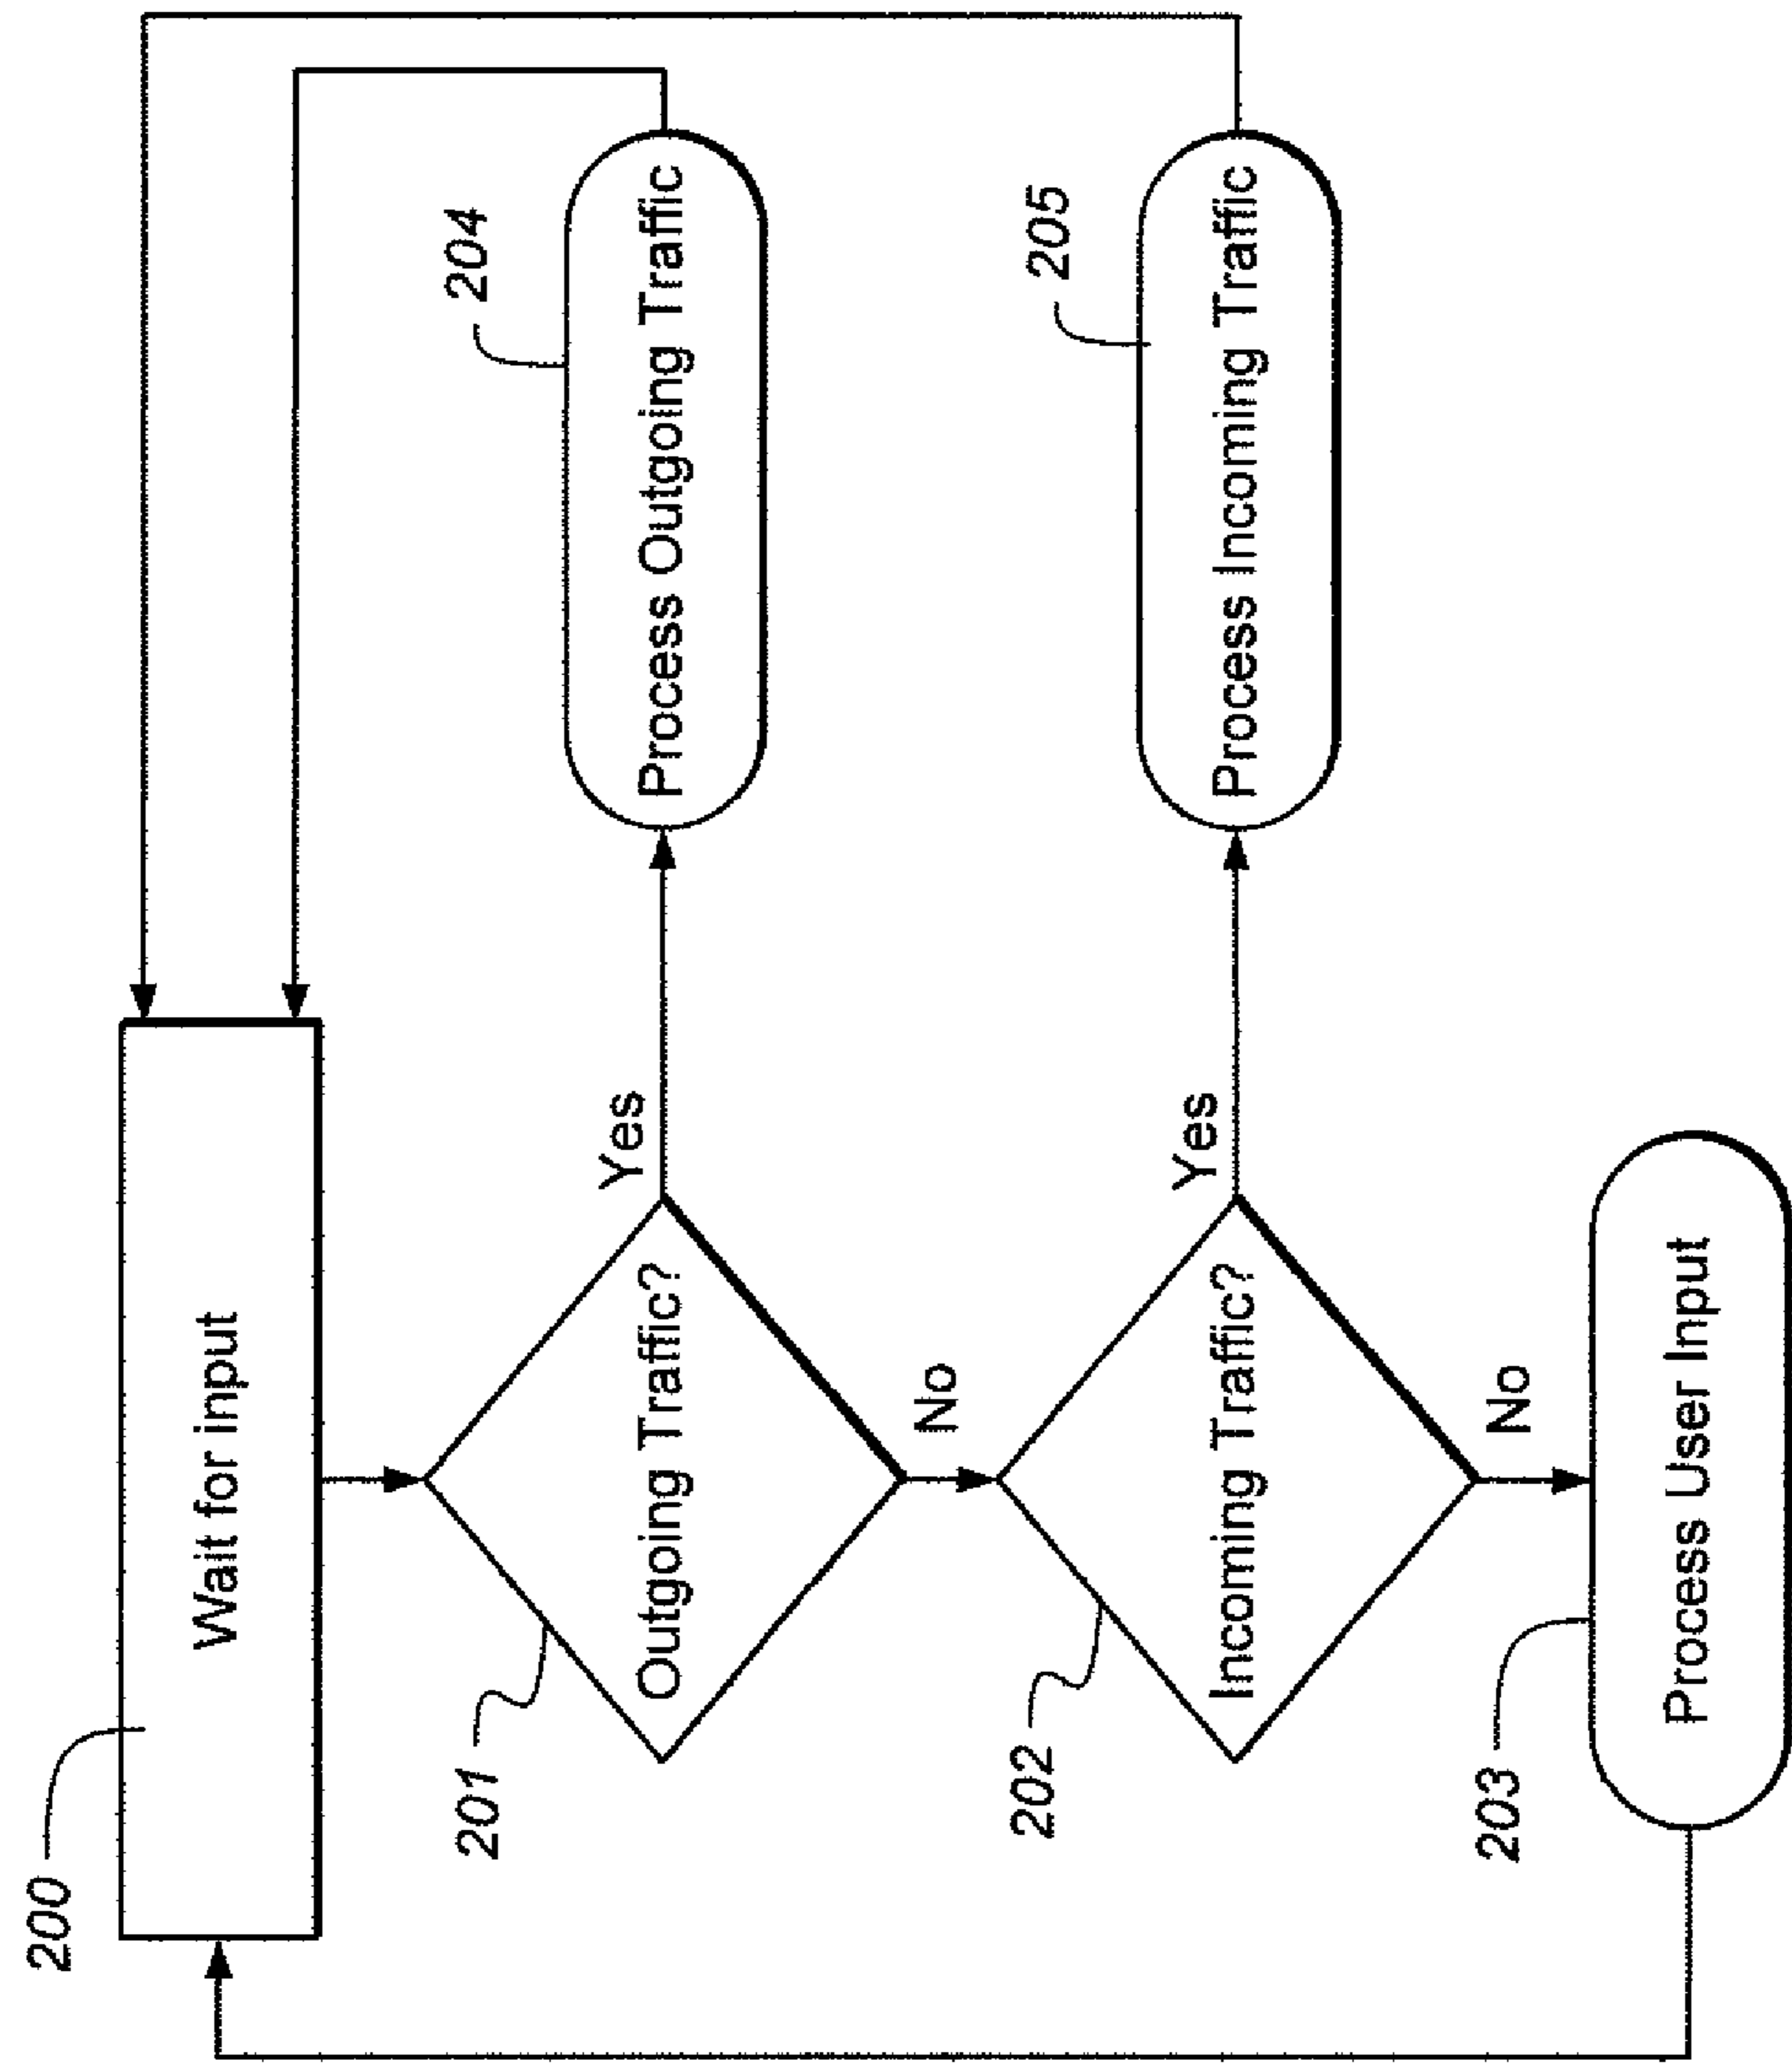 200
Wait for input
201
Outgoing Traffic?
Yes
204
Process Outgoing Traffic
No
202
Incoming Traffic?
Yes
205
Process Incoming Traffic
No
203
Process User Input